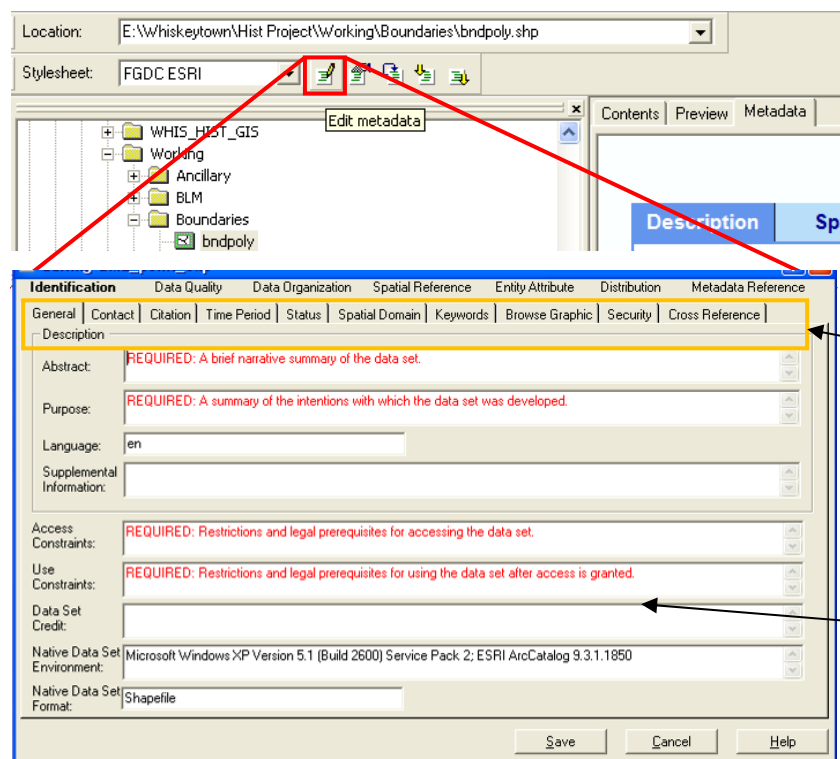 Location: E:\Whiskeytown\Hist Project\Working\Boundaries\bndpoly.shp
Stylesheet: FGDC ESRI
Edit metadata
WHIS_HIST_GIS
Working
Ancillary
BLM
Boundaries
bndpoly
Contents Preview Metadata
Description Sp
Identification Data Quality Data Organization Spatial Reference Entity Attribute Distribution Metadata Reference
General Contact Citation Time Period Status Spatial Domain Keywords Browse Graphic Security Cross Reference
Description
Abstract: REQUIRED: A brief narrative summary of the data set.
Purpose: REQUIRED: A summary of the intentions with which the data set was developed.
Language: en
Supplemental
Information:
Access
Constraints: REQUIRED: Restrictions and legal prerequisites for accessing the data set.
Use
Constraints: REQUIRED: Restrictions and legal prerequisites for using the data set after access is granted.
Data Set
Credit:
Native Data Set
Environment: Microsoft Windows XP Version 5.1 (Build 2600) Service Pack 2; ESRI ArcCatalog 9.3.1.1850
Native Data Set
Format: Shapefile
Save Cancel Help